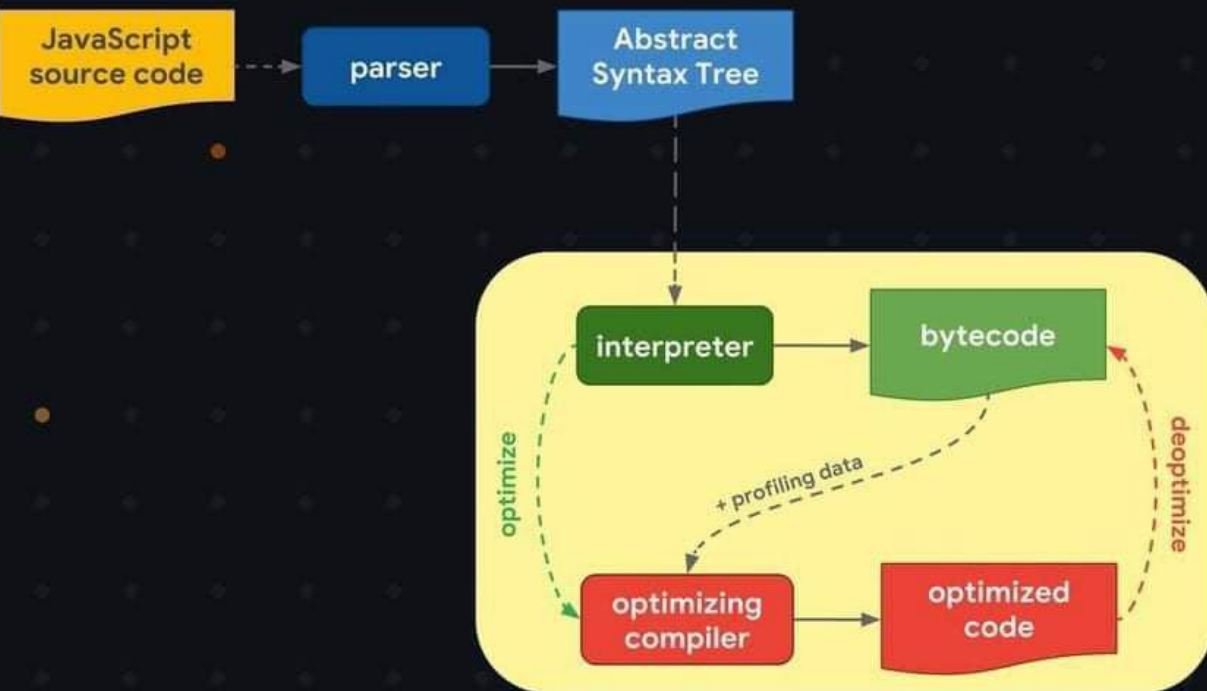 JavaScript
source code
parser
Abstract
Syntax Tree
interpreter
bytecode
optimize
+ profiling data
deoptimize
optimizing
compiler
optimized
code